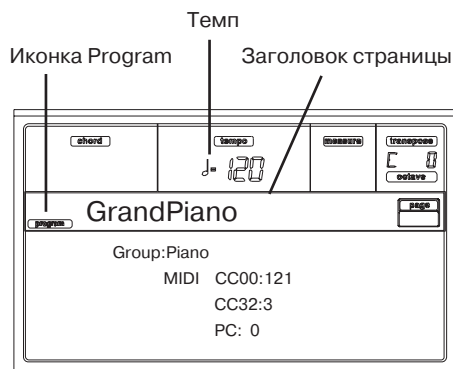 Темп
Иконка Program
Заголовок страницы
chord
tempo
measure
transpose
♩= 120
C 0
octave
program
GrandPiano
page
Group:Piano
MIDI CC00:121
CC32:3
PC: 0